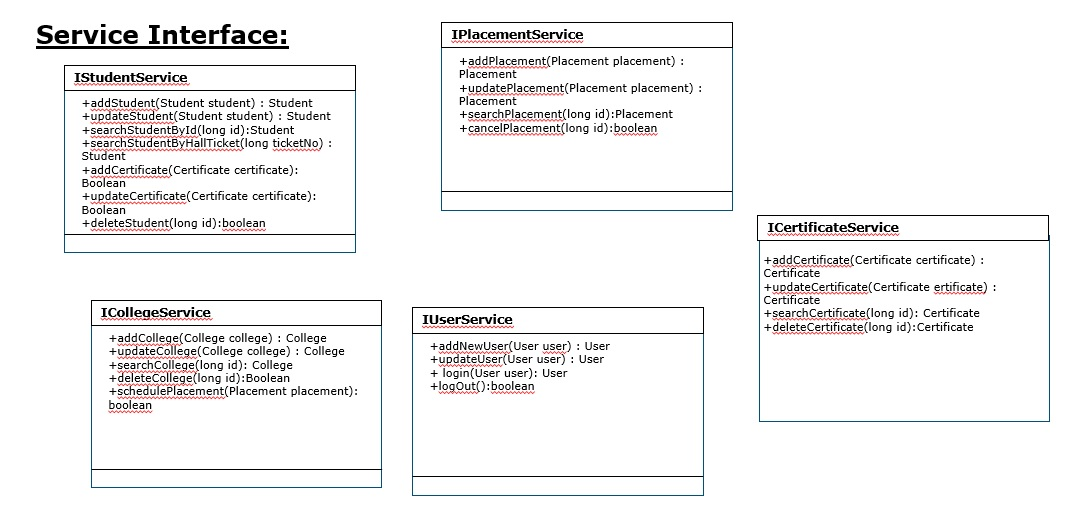 Service Interface:
IStudentService
+addStudent(Student student) : Student
+updateStudent(Student student) : Student
+searchStudentById(long id):Student
+searchStudentByHallTicket(long ticketNo) :
Student
+addCertificate(Certificate certificate):
Boolean
+updateCertificate(Certificate certificate):
Boolean
+deleteStudent(long id):boolean
IPlacementService
+addPlacement(Placement placement) :
Placement
+updatePlacement(Placement placement) :
Placement
+searchPlacement(long id):Placement
+cancelPlacement(long id):boolean
ICertificateService
+addCertificate(Certificate certificate) :
Certificate
+updateCertificate(Certificate ertificate) :
Certificate
+searchCertificate(long id): Certificate
+deleteCertificate(long id):Certificate
ICollegeService
+addCollege(College college) : College
+updateCollege(College college) : College
+searchCollege(long id): College
+deleteCollege(long id):Boolean
+schedulePlacement(Placement placement):
boolean
IUserService
+addNewUser(User user) : User
+updateUser(User user) : User
+ login(User user): User
+logOut():boolean